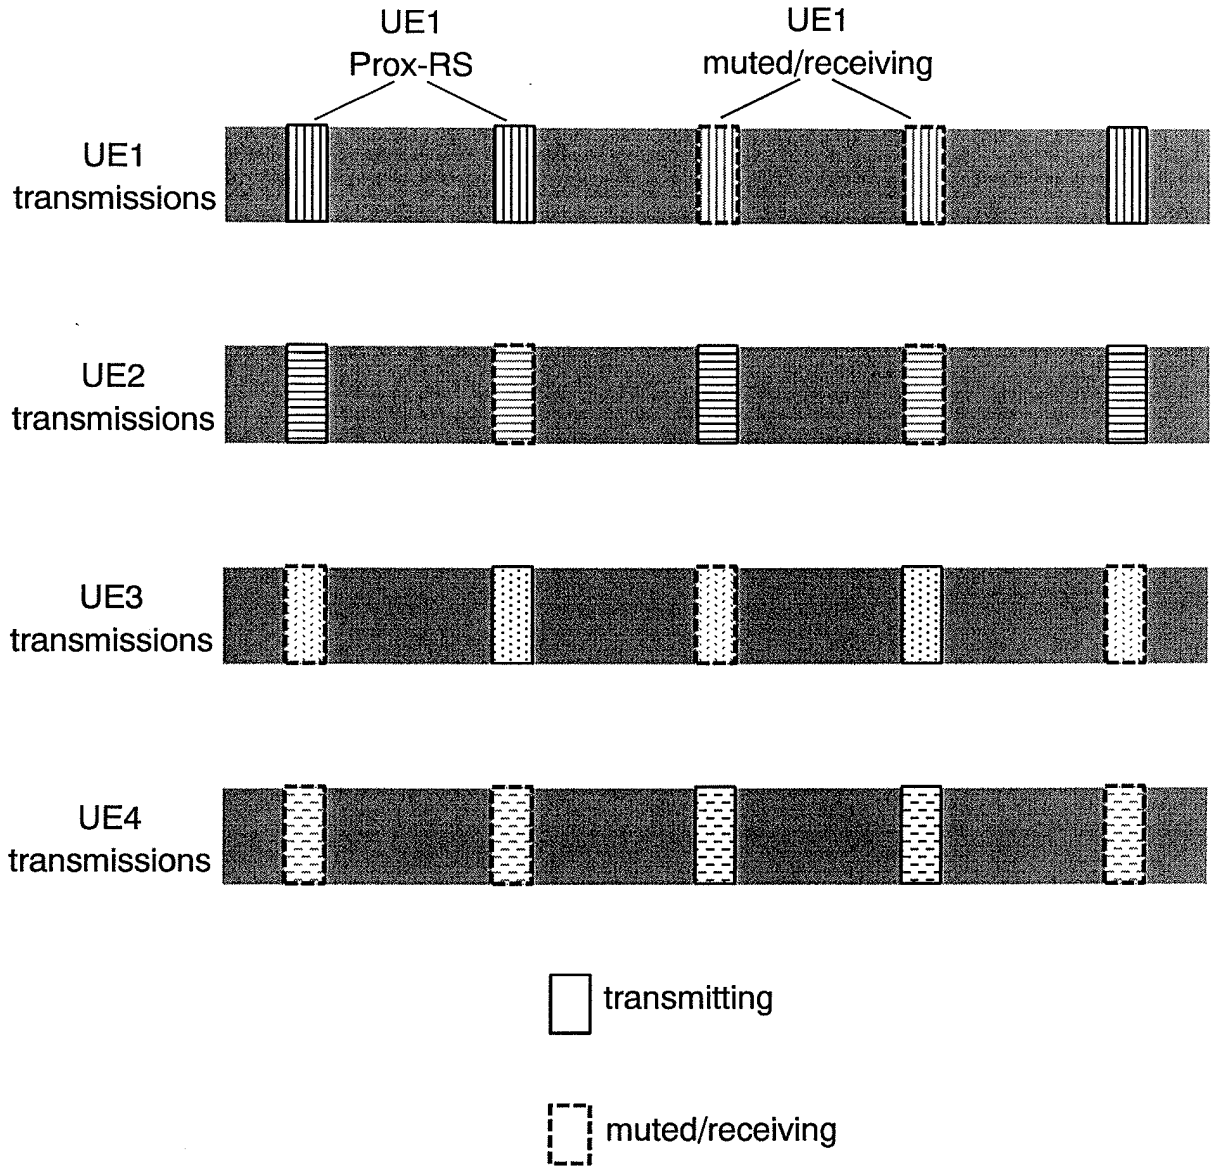 UE1
Prox-RS
UE1
muted/receiving
UE1
transmissions
UE2
transmissions
UE3
transmissions
UE4
transmissions
transmitting
muted/receiving